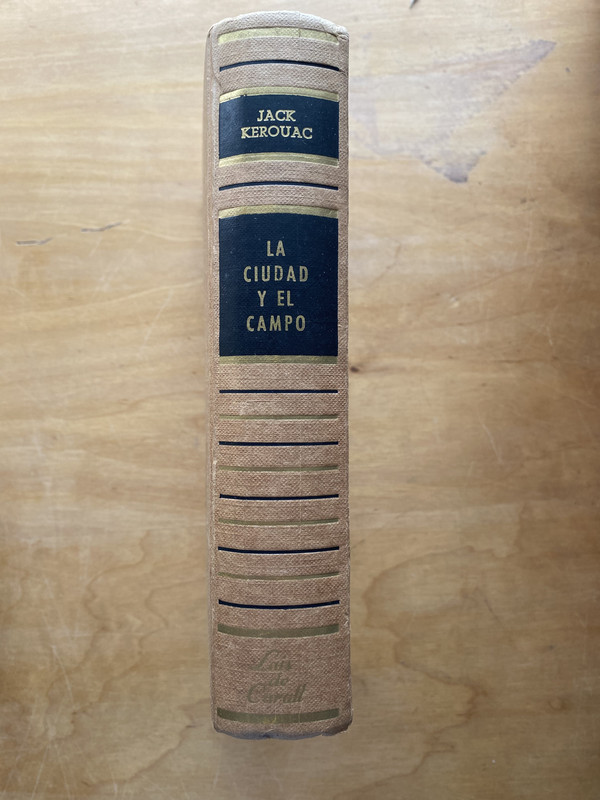 JACK
KEROUAC
LA
CIUDAD
Y EL
CAMPO
Luis
de
Caralt